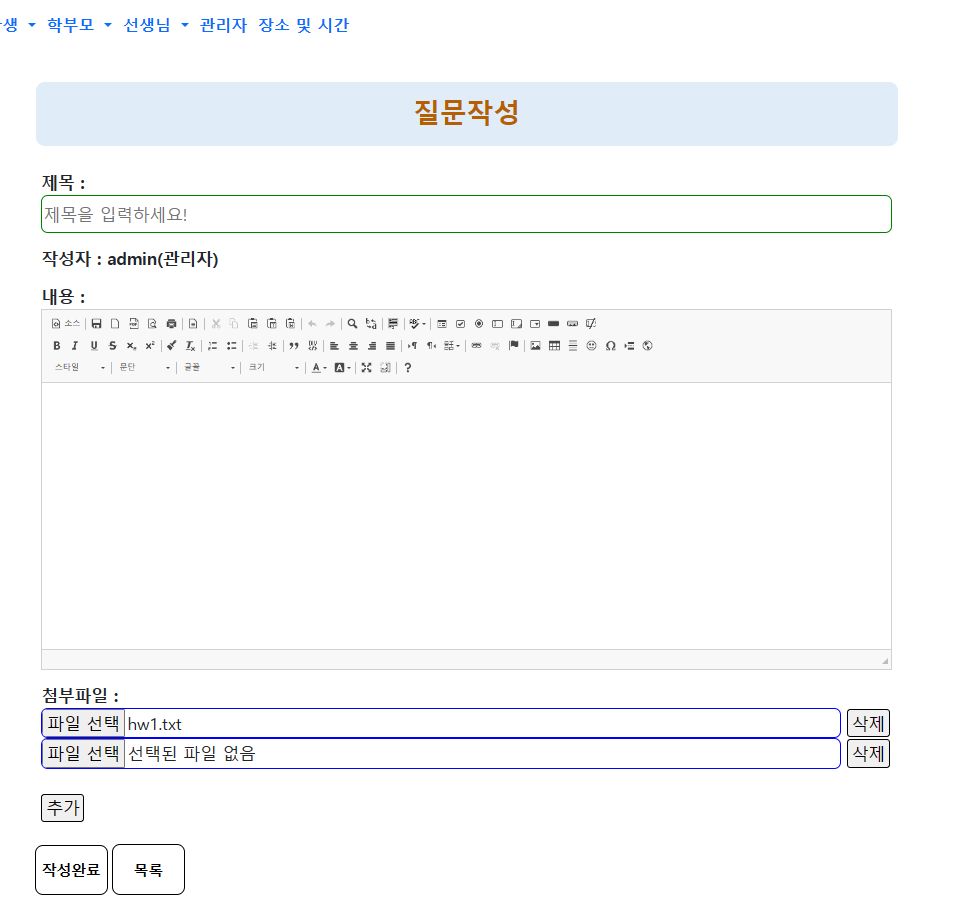 생 학부모 선생님 관리자 장소 및 시간
질문작성
제목 :
제목을 입력하세요!
작성자 : admin(관리자)
내용 :
소스
스타일 문단 글꼴 크기
첨부파일 :
파일 선택 hw1.txt 삭제
파일 선택 선택된 파일 없음 삭제
추가
작성완료 목록